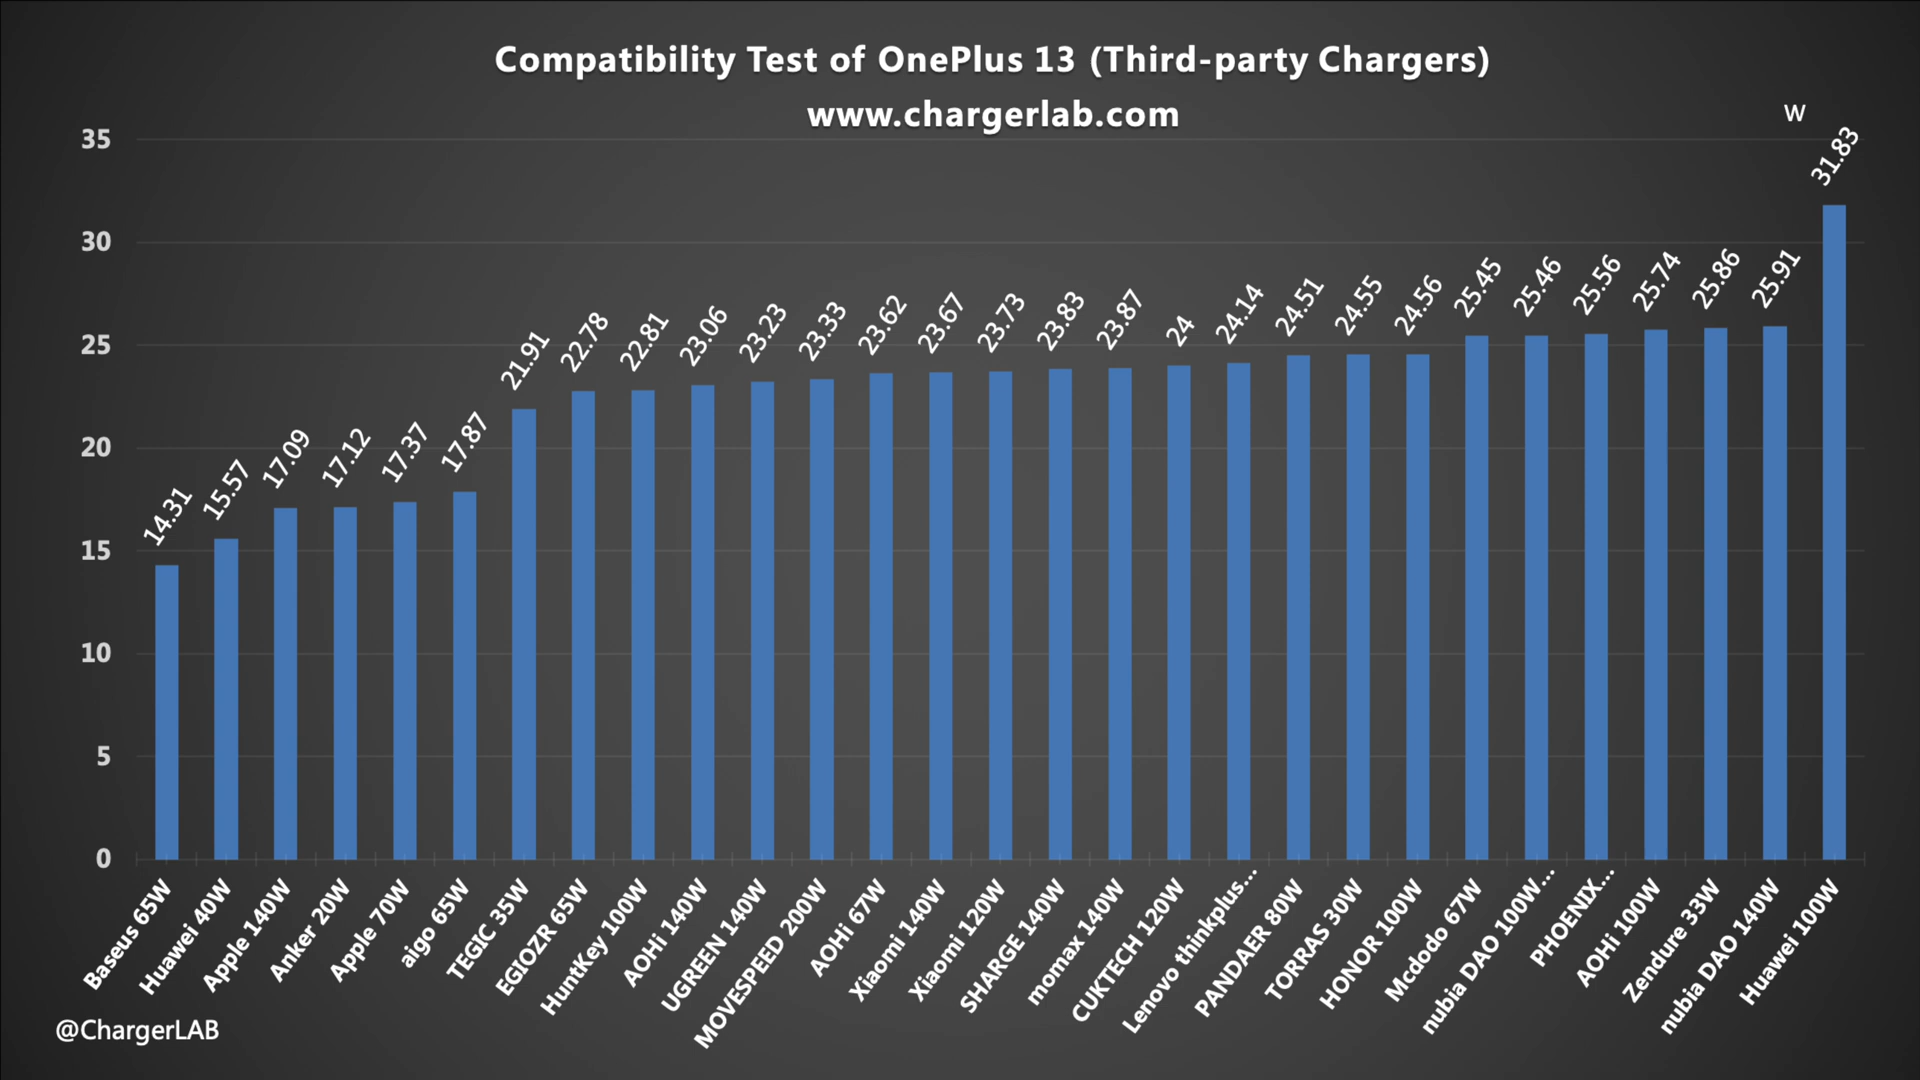 Compatibility Test of OnePlus 13 (Third-party Chargers)
www.chargerlab.com
W
35
30
25
20
15
10
5
0
14.31
15.57
17.09
17.12
17.37
17.87
21.91
22.78
22.81
23.06
23.23
23.33
23.62
23.67
23.73
23.83
23.87
24
24.14
24.51
24.55
24.56
25.45
25.46
25.56
25.74
25.86
25.91
31.83
Baseus 65W
Huawei 40W
Apple 140W
Anker 20W
Apple 70W
aigo 65W
TEGIC 35W
EGIOZR 65W
HuntKey 100W
AOHi 140W
UGREEN 140W
MOVESPEED 200W
AOHi 67W
Xiaomi 140W
Xiaomi 120W
SHARGE 140W
momax 140W
CUKTECH 120W
Lenovo thinkplus...
PANDAER 80W
TORRAS 30W
HONOR 100W
Mcdodo 67W
nubia DAO 100W...
PHOENIX...
AOHi 100W
Zendure 33W
nubia DAO 140W
Huawei 100W
@ChargerLAB